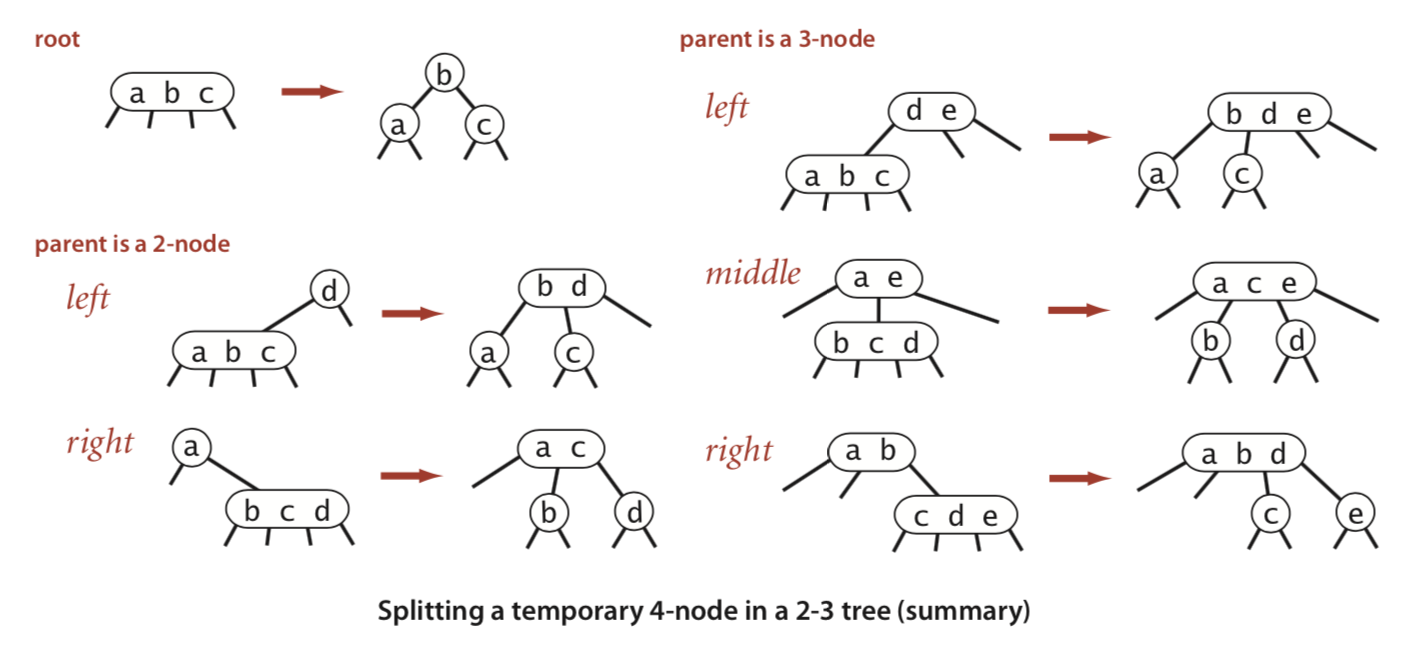 root
a b c
b
a c
parent is a 2-node
left
d
a b c
b d
a c
right
a
b c d
a c
b d
parent is a 3-node
left
d e
a b c
b d e
a c
middle
a e
b c d
a c e
b d
right
a b
c d e
a b d
c e
Splitting a temporary 4-node in a 2-3 tree (summary)